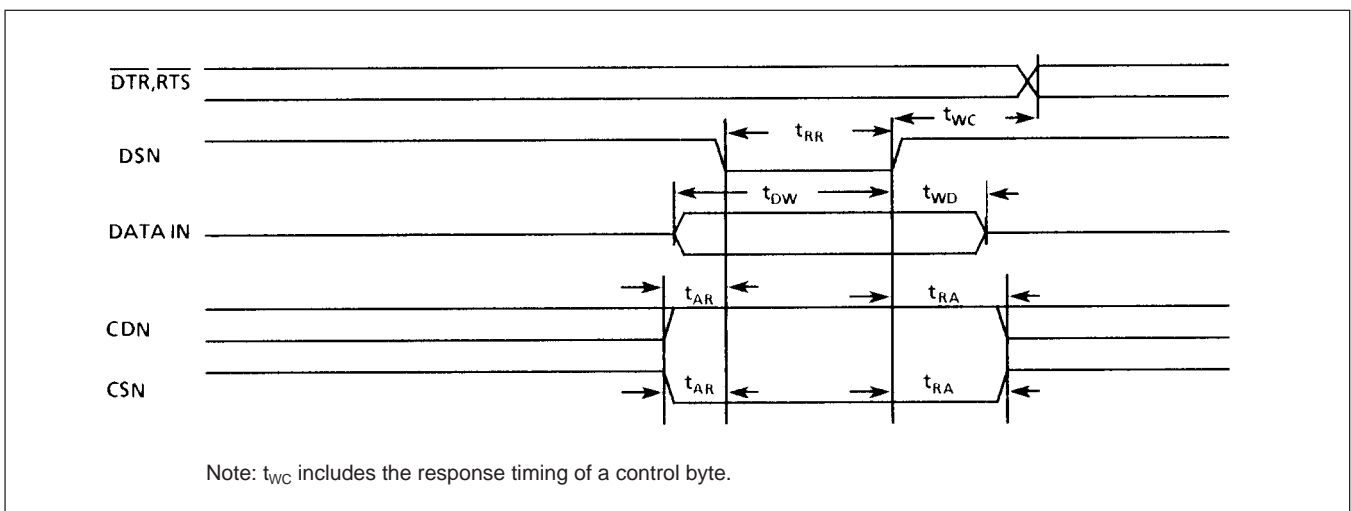 DTR,RTS
tWC
tRR
DSN
tDW
tWD
DATA IN
tAR
tRA
CDN
tAR
tRA
CSN
Note: tWC includes the response timing of a control byte.